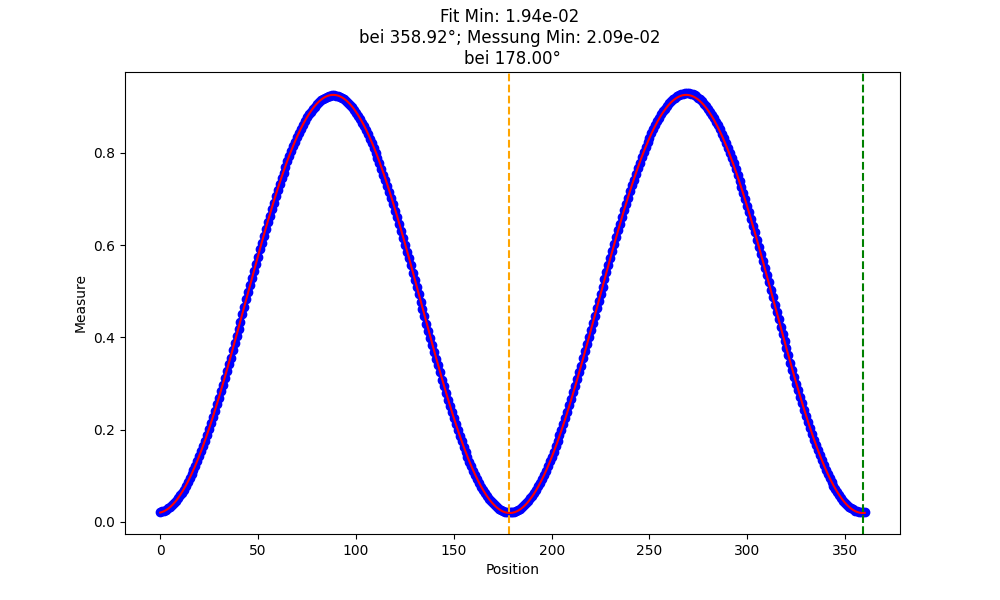 Fit Min: 1.94e-02
bei 358.92°; Messung Min: 2.09e-02
bei 178.00°
0.8
0.6
0.4
0.2
0.0
Measure
0 50 100 150 200 250 300 350
Position